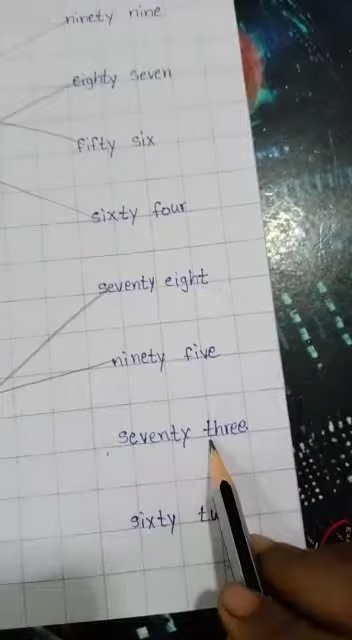 ninety nine
eighty seven
fifty six
sixty four
seventy eight
ninety five
seventy three
sixty